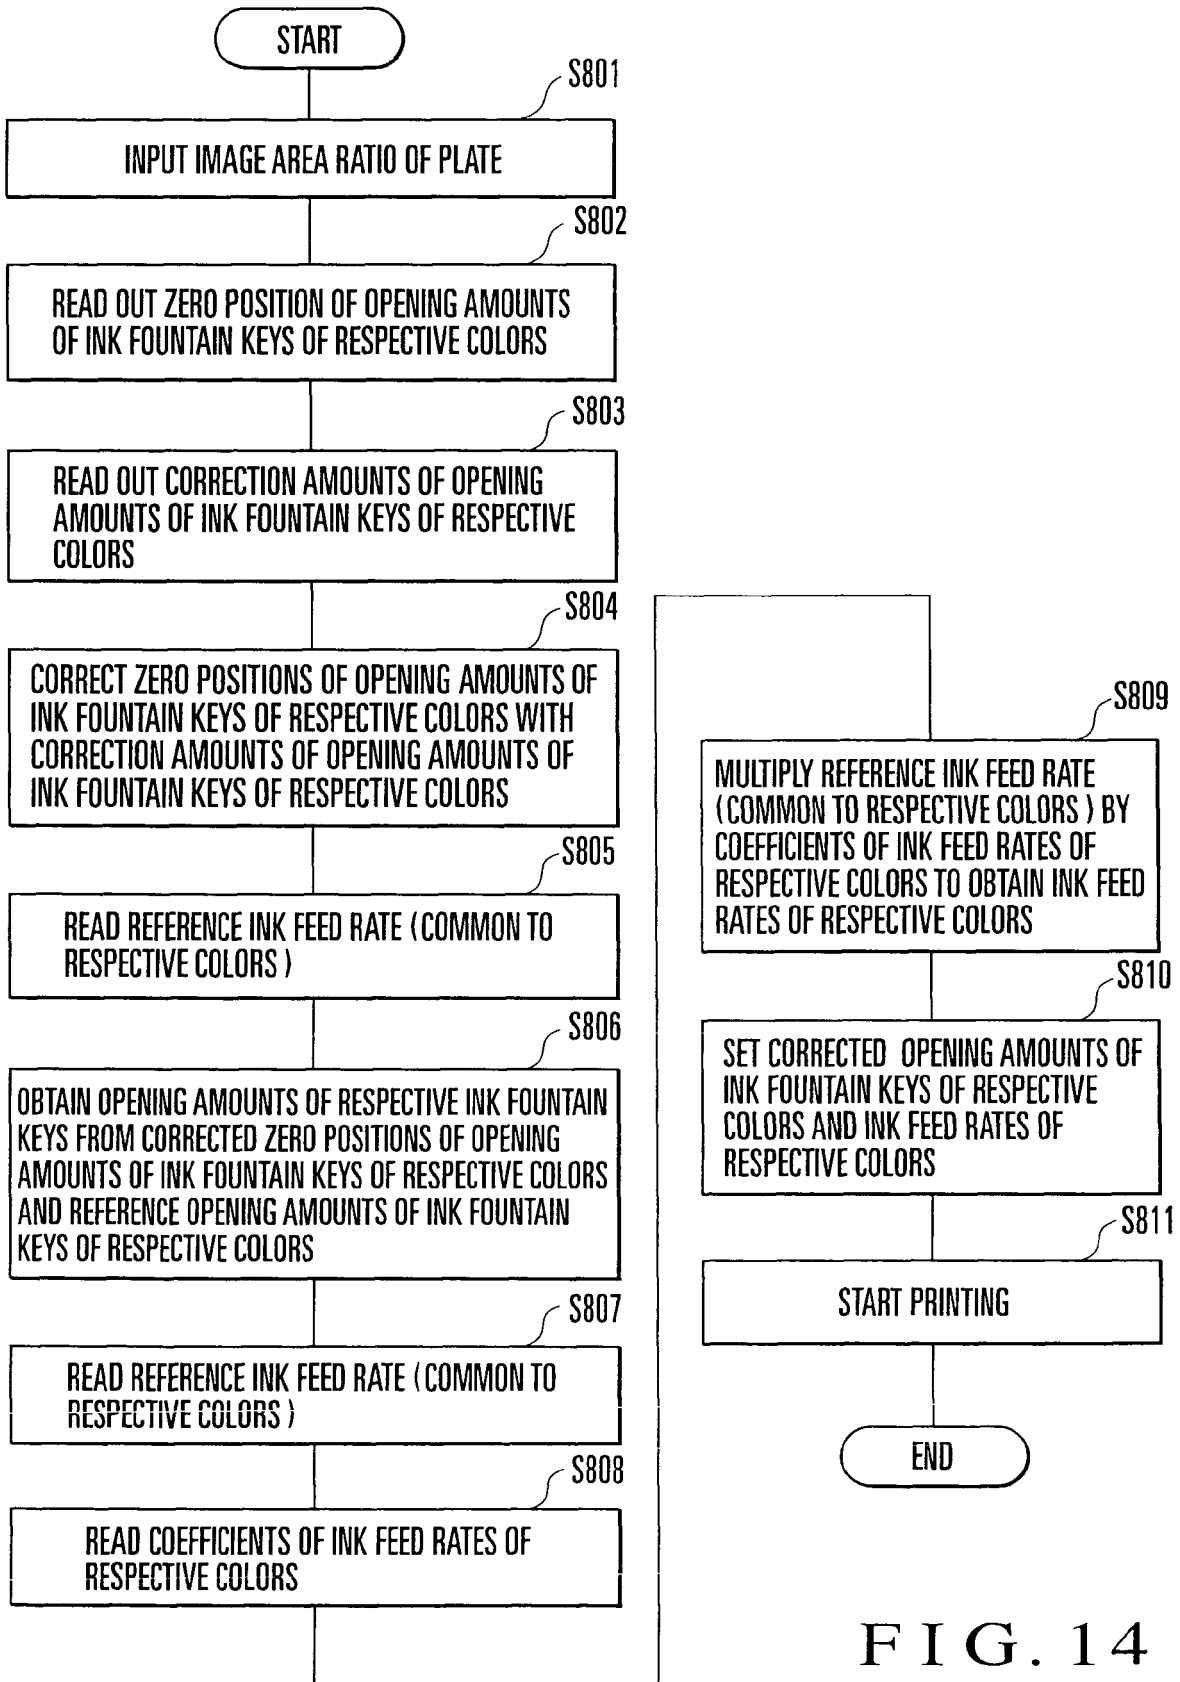 START
S801
INPUT IMAGE AREA RATIO OF PLATE
S802
READ OUT ZERO POSITION OF OPENING AMOUNTS
OF INK FOUNTAIN KEYS OF RESPECTIVE COLORS
S803
READ OUT CORRECTION AMOUNTS OF OPENING
AMOUNTS OF INK FOUNTAIN KEYS OF RESPECTIVE
COLORS
S804
CORRECT ZERO POSITIONS OF OPENING AMOUNTS OF
INK FOUNTAIN KEYS OF RESPECTIVE COLORS WITH
CORRECTION AMOUNTS OF OPENING AMOUNTS OF
INK FOUNTAIN KEYS OF RESPECTIVE COLORS
S805
READ REFERENCE INK FEED RATE (COMMON TO
RESPECTIVE COLORS)
S806
OBTAIN OPENING AMOUNTS OF RESPECTIVE INK FOUNTAIN
KEYS FROM CORRECTED ZERO POSITIONS OF OPENING
AMOUNTS OF INK FOUNTAIN KEYS OF RESPECTIVE COLORS
AND REFERENCE OPENING AMOUNTS OF INK FOUNTAIN
KEYS OF RESPECTIVE COLORS
S807
READ REFERENCE INK FEED RATE (COMMON TO
RESPECTIVE COLORS)
S808
READ COEFFICIENTS OF INK FEED RATES OF
RESPECTIVE COLORS
S809
MULTIPLY REFERENCE INK FEED RATE
(COMMON TO RESPECTIVE COLORS) BY
COEFFICIENTS OF INK FEED RATES OF
RESPECTIVE COLORS TO OBTAIN INK FEED
RATES OF RESPECTIVE COLORS
S810
SET CORRECTED OPENING AMOUNTS OF
INK FOUNTAIN KEYS OF RESPECTIVE
COLORS AND INK FEED RATES OF
RESPECTIVE COLORS
S811
START PRINTING
END
FIG. 14